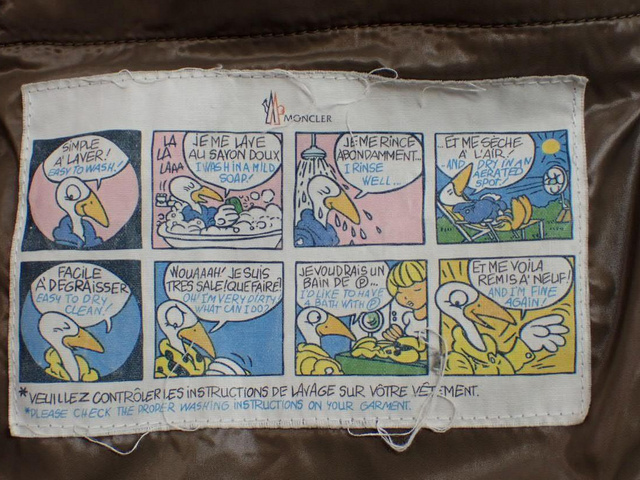 MONCLER
SIMPLE
A' LAVER!
EASY TO WASH!
LA
LA
LAAA
JE ME LAVE
AU SAVON DOUX
I WASH IN A MILD
SOAP!
JE ME RINCE
ABONDAMMENT...
I RINSE
WELL...
...ET ME SÈCHE
À L'AIR!
- AND DRY IN AN
AERATED
SPOT.
FACILE
A' DEGRAISSER
EASY TO DRY
CLEAN!
WOUAAAH! JE SUIS
TRES SALE! QUE FAIRE!
OH! I'M VERY DIRTY!
WHAT CAN I DO?
JE VOUDRAIS UN
BAIN DE Ⓟ...
I'D LIKE TO HAVE
A BATH WITH Ⓟ
ET ME VOILA
REMIS A' NEUF!
AND I'M FINE
AGAIN!
*VEUILLEZ CONTRÔLER LES INSTRUCTIONS DE LAVAGE SUR VÔTRE VÊTEMENT.
*PLEASE CHECK THE PROPER WASHING INSTRUCTIONS ON YOUR GARMENT.